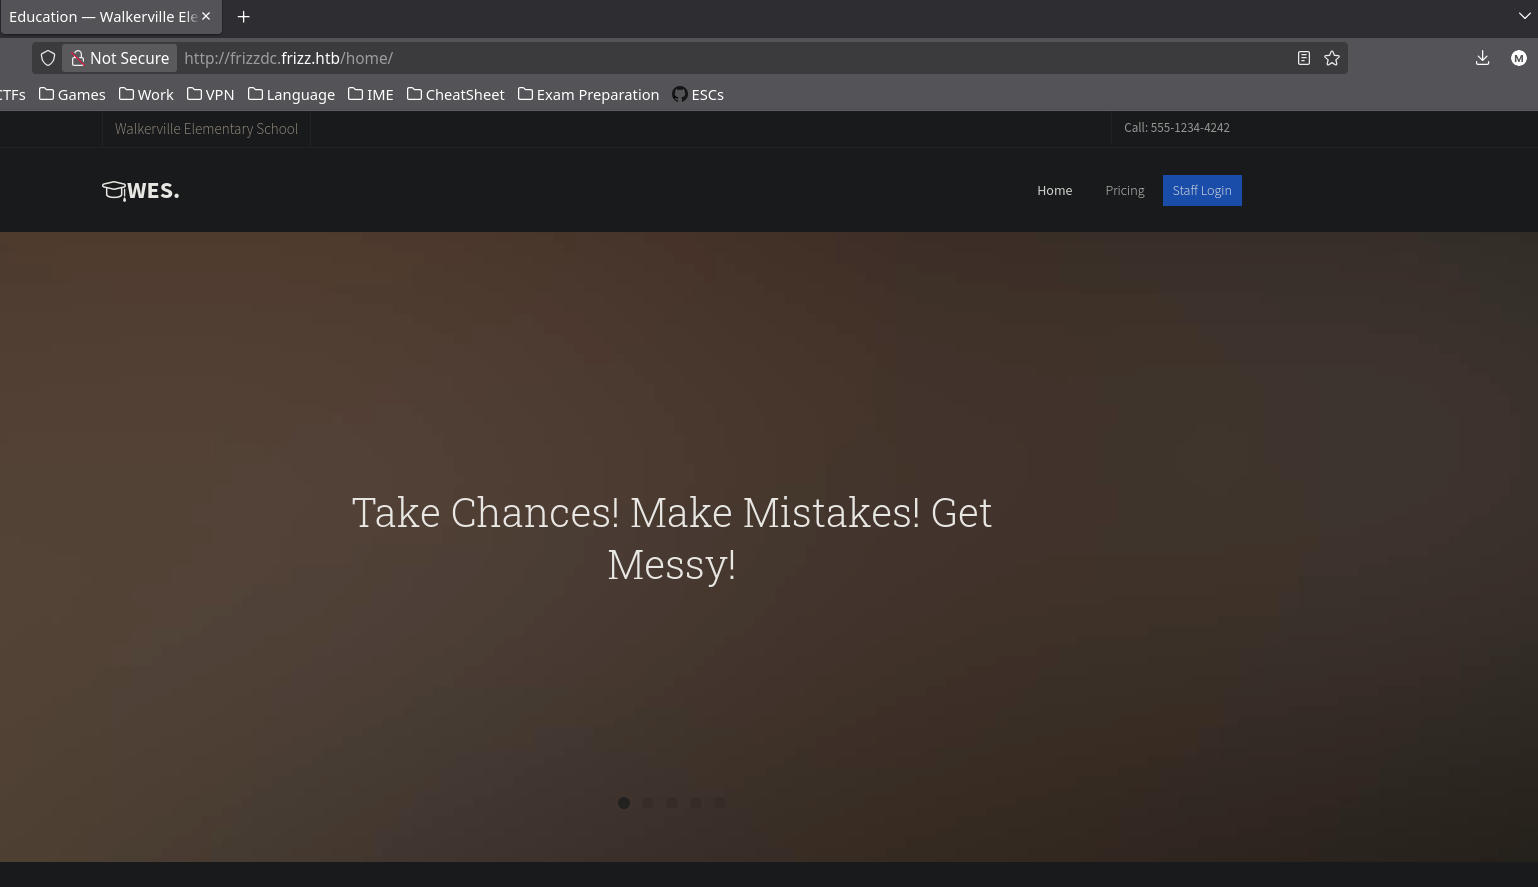 Education — Walkerville Ele
Not Secure http://frizzdc.frizz.htb/home/
CTFs Games Work VPN Language IME CheatSheet Exam Preparation ESCs
Walkerville Elementary School Call: 555-1234-4242
WES. Home Pricing Staff Login
Take Chances! Make Mistakes! Get
Messy!